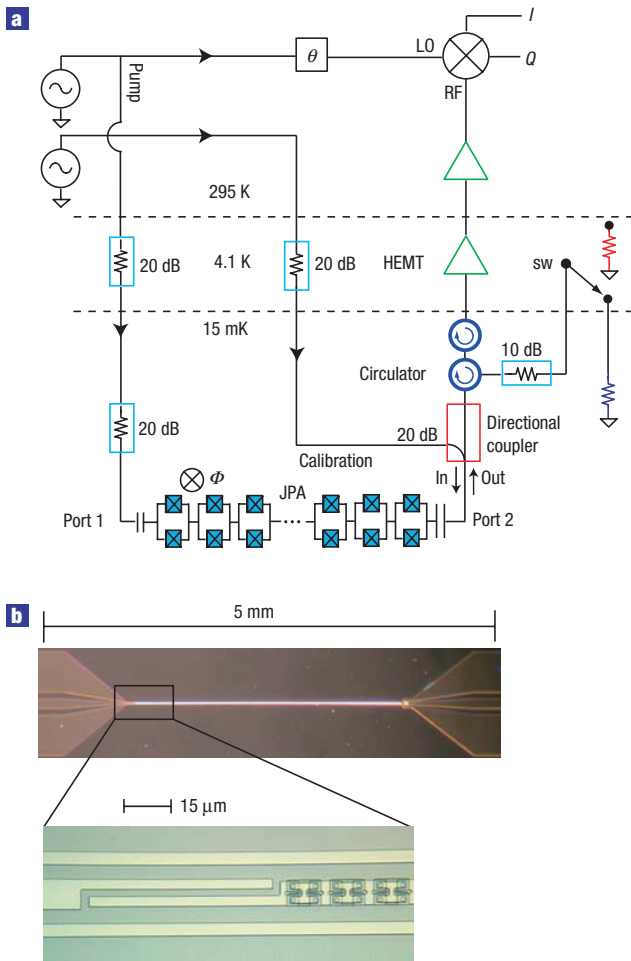 a
I
LO
θ
Q
Pump
RF
295 K
20 dB
4.1 K
20 dB
HEMT
sw
15 mK
10 dB
Circulator
20 dB
20 dB
Directional
coupler
Calibration
In
Out
Φ
JPA
Port 1
Port 2
b
5 mm
15 μm